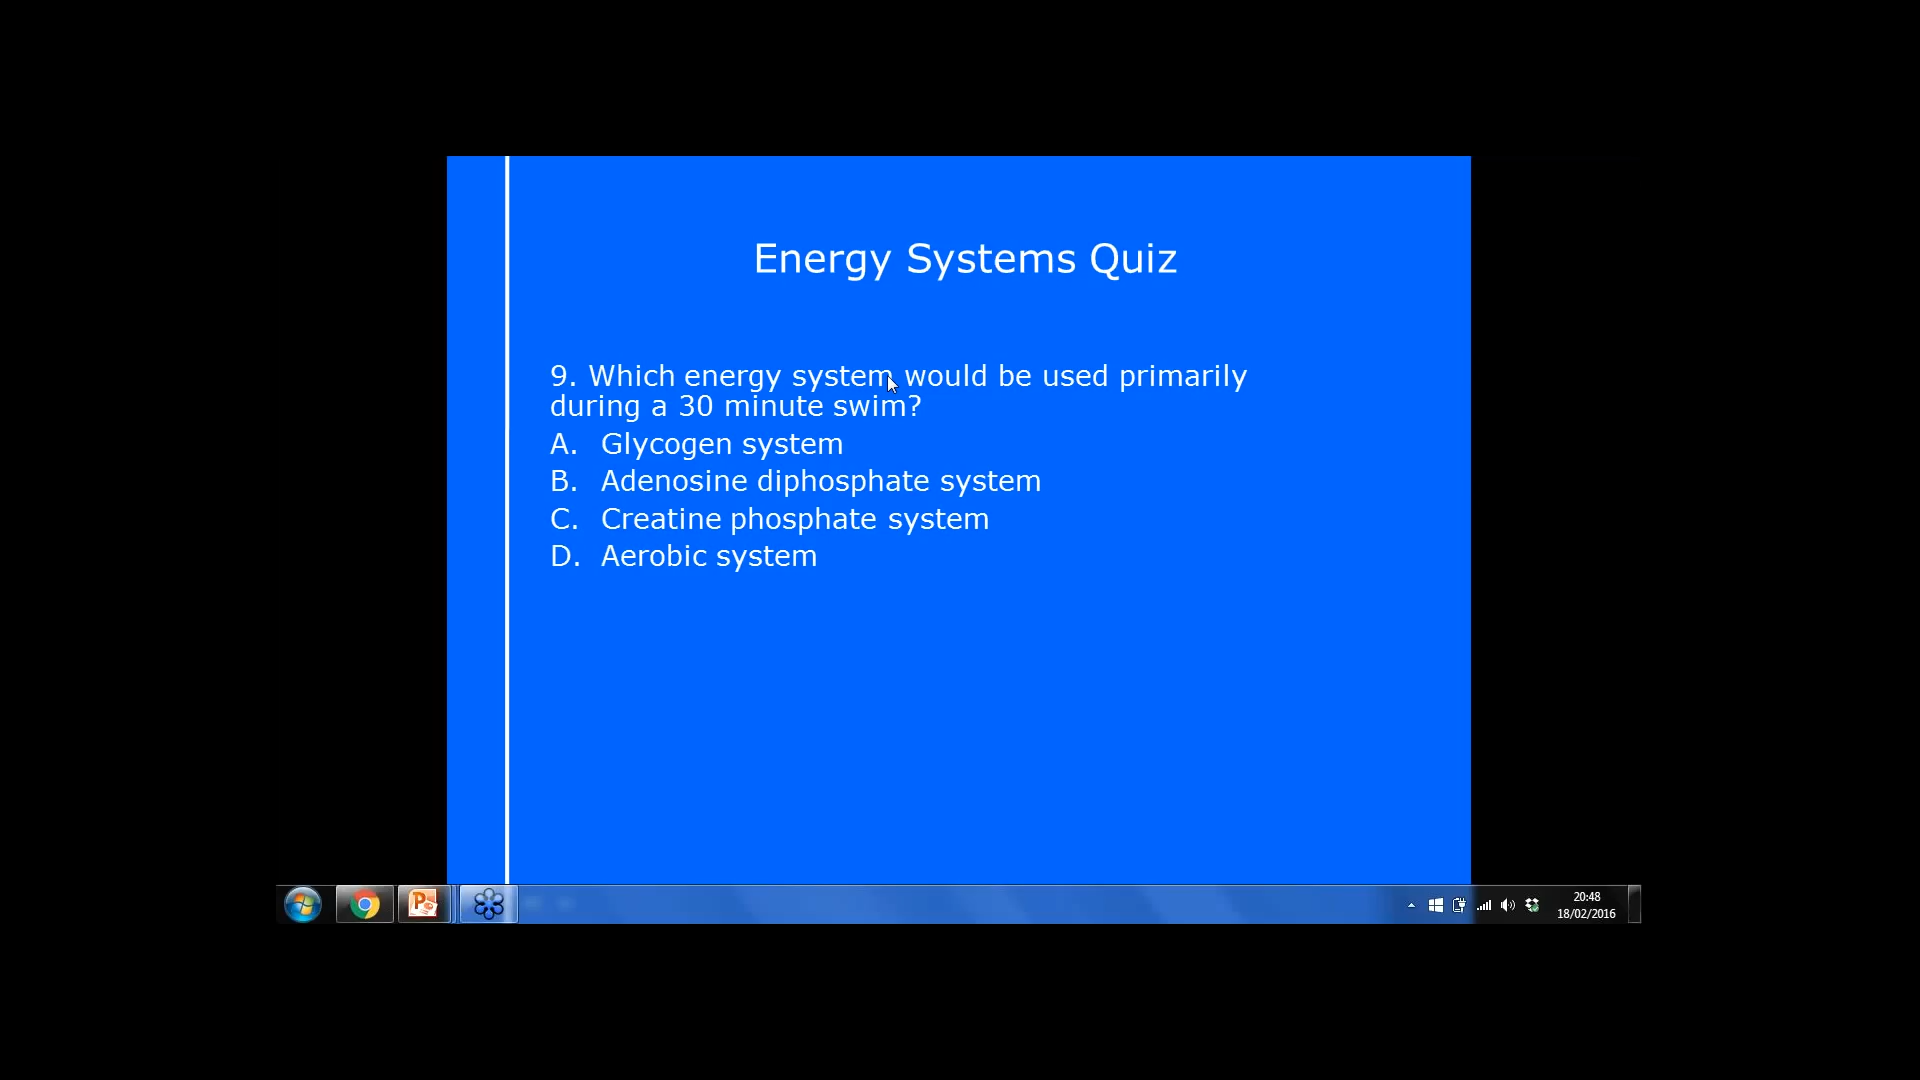 Energy Systems Quiz
9. Which energy system would be used primarily
during a 30 minute swim?
A. Glycogen system
B. Adenosine diphosphate system
C. Creatine phosphate system
D. Aerobic system
20:48
18/02/2016